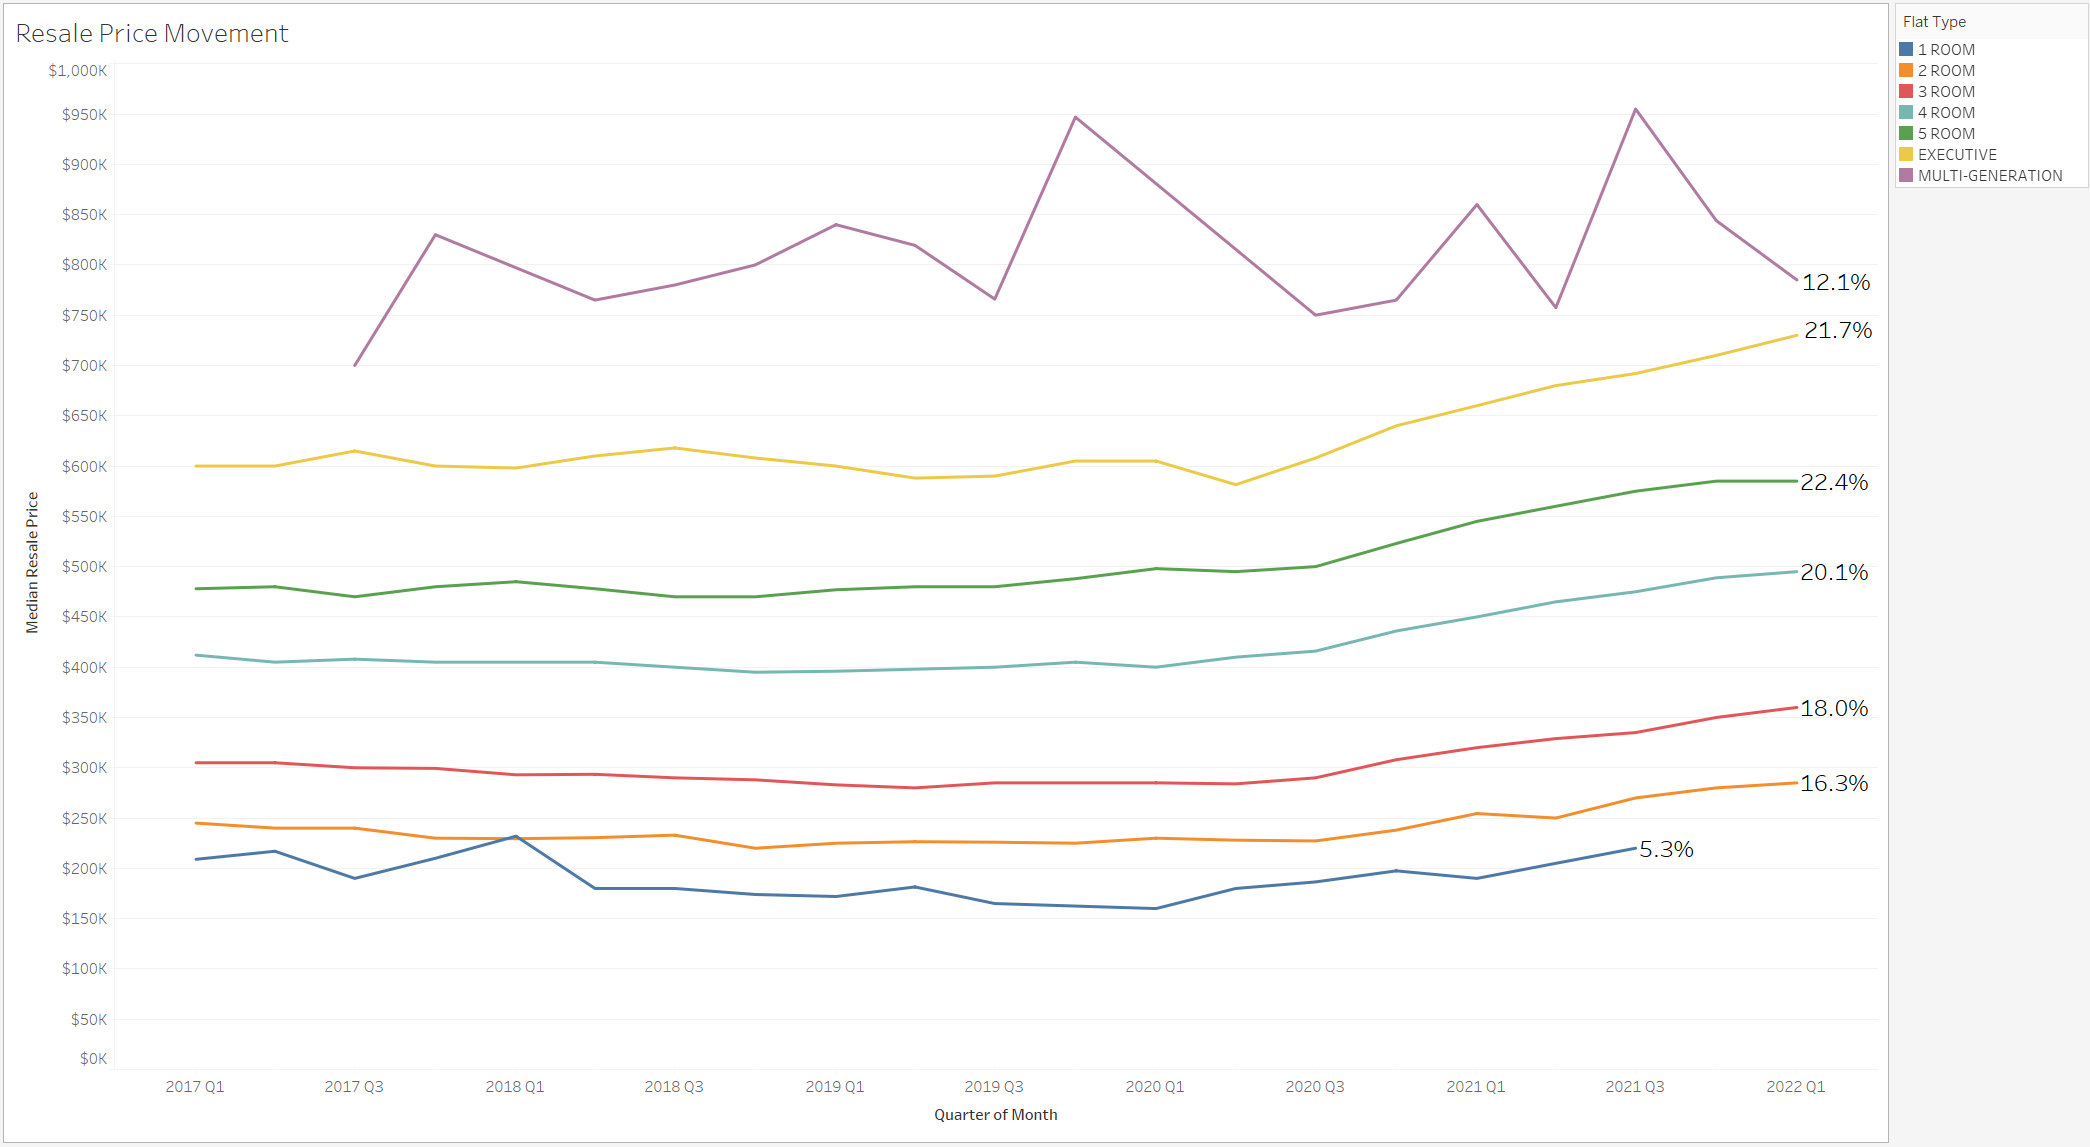 Resale Price Movement
$1,000K
$950K
$900K
$850K
$800K
$750K
$700K
$650K
$600K
$550K
$500K
$450K
$400K
$350K
$300K
$250K
$200K
$150K
$100K
$50K
$0K
Median Resale Price
12.1%
21.7%
22.4%
20.1%
18.0%
16.3%
5.3%
2017 Q1 2017 Q3 2018 Q1 2018 Q3 2019 Q1 2019 Q3 2020 Q1 2020 Q3 2021 Q1 2021 Q3 2022 Q1
Quarter of Month
Flat Type
1 ROOM
2 ROOM
3 ROOM
4 ROOM
5 ROOM
EXECUTIVE
MULTI-GENERATION